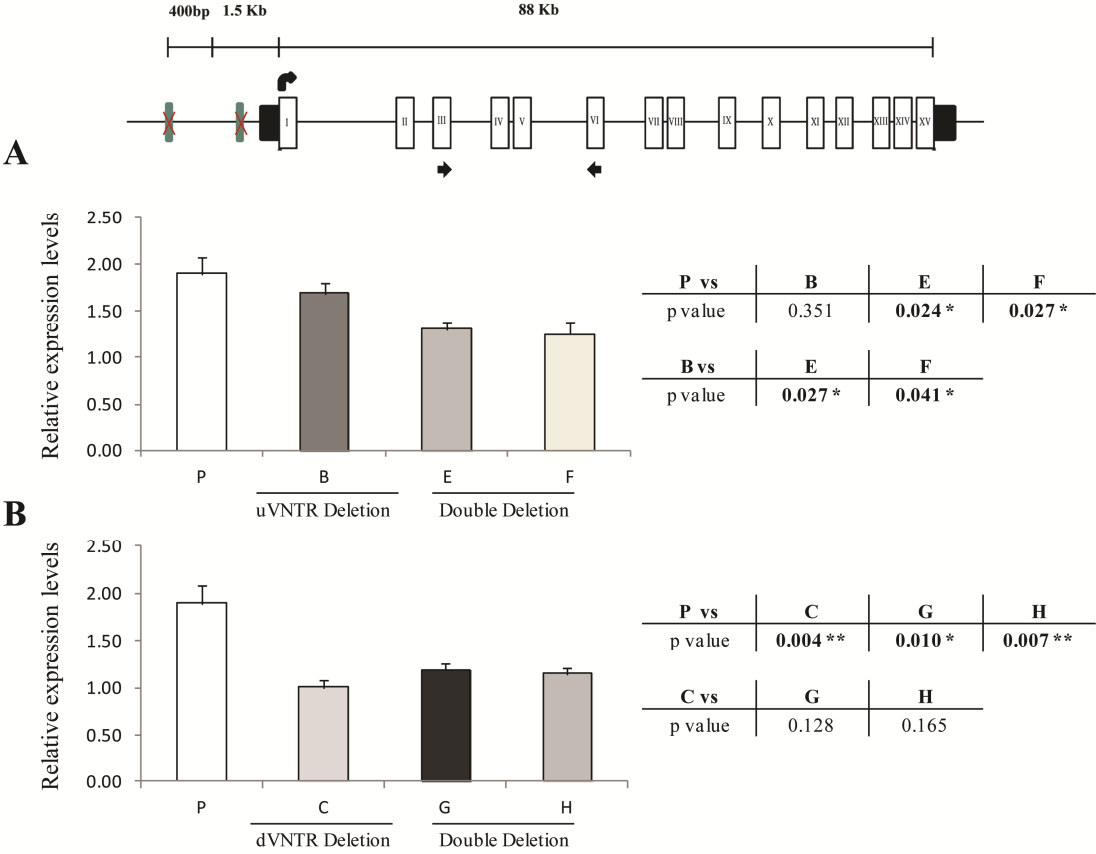 400bp 1.5 Kb 88 Kb
I II III IV V VI VII VIII IX X XI XII XIII XIV XV
A
Relative expression levels
2.50
2.00
1.50
1.00
0.50
0.00
P B E F
uVNTR Deletion Double Deletion
P vs B E F
p value 0.351 0.024 * 0.027 *
B vs E F
p value 0.027 * 0.041 *
B
Relative expression levels
2.50
2.00
1.50
1.00
0.50
0.00
P C G H
dVNTR Deletion Double Deletion
P vs C G H
p value 0.004 ** 0.010 * 0.007 **
C vs G H
p value 0.128 0.165